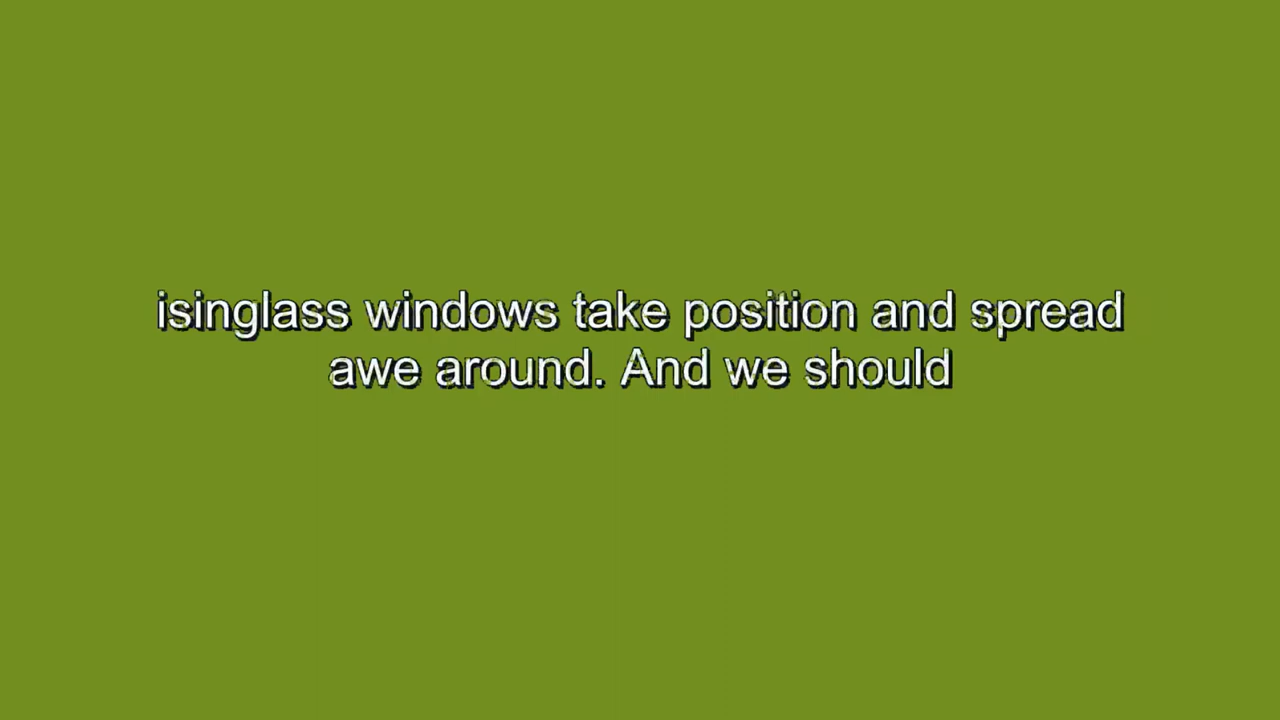 isinglass windows take position and spread
awe around. And we should